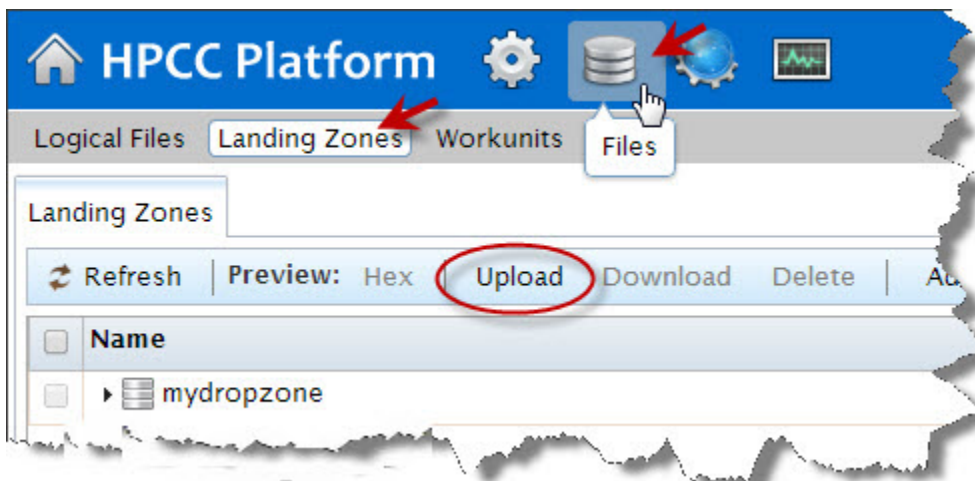 HPCC Platform
Logical Files Landing Zones Workunits Files
Landing Zones
Refresh Preview: Hex Upload Download Delete
Name
mydropzone